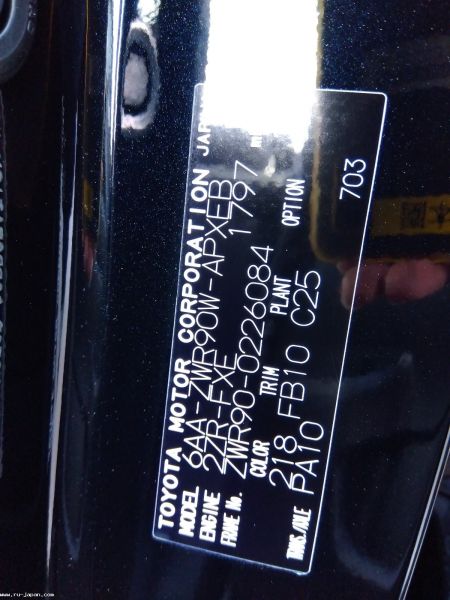 TOYOTA MOTOR CORPORATION JAPAN
MODEL 6AA-ZWR90W-APXEB
ENGINE 2ZR-FXE 1797 ml
FRAME No. ZWR90-0226084
COLOR TRIM PLANT OPTION
218 FB10 C25
TRANS./AXLE PA10 703
www.ru-japan.com